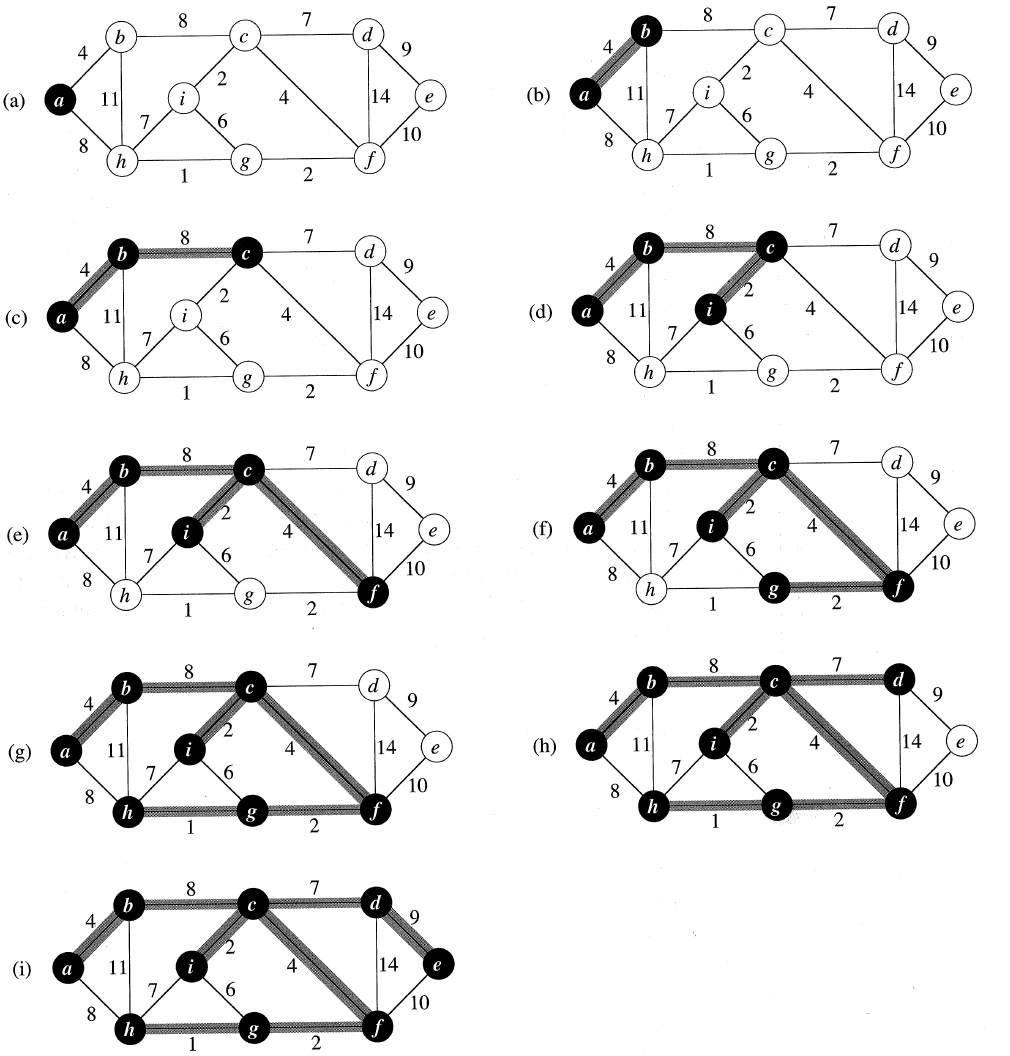 8 7
4 b c d 9
(a) a 11 i 2 4 14 e
8 7 6 10
h g f
1 2
8 7
4 b c d 9
(b) a 11 i 2 4 14 e
8 7 6 10
h g f
1 2
8 7
4 b c d 9
(c) a 11 i 2 4 14 e
8 7 6 10
h g f
1 2
8 7
4 b c d 9
(d) a 11 i 2 4 14 e
8 7 6 10
h g f
1 2
8 7
4 b c d 9
(e) a 11 i 2 4 14 e
8 7 6 10
h g f
1 2
8 7
4 b c d 9
(f) a 11 i 2 4 14 e
8 7 6 10
h g f
1 2
8 7
4 b c d 9
(g) a 11 i 2 4 14 e
8 7 6 10
h g f
1 2
8 7
4 b c d 9
(h) a 11 i 2 4 14 e
8 7 6 10
h g f
1 2
8 7
4 b c d 9
(i) a 11 i 2 4 14 e
8 7 6 10
h g f
1 2